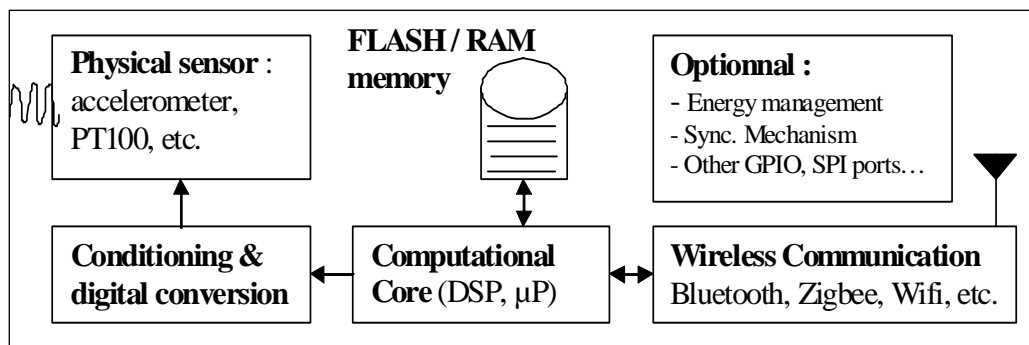 Physical sensor :
accelerometer,
PT100, etc.
FLASH / RAM
memory
Optionnal :
- Energy management
- Sync. Mechanism
- Other GPIO, SPI ports…
Conditioning &
digital conversion
Computational
Core (DSP, µP)
Wireless Communication
Bluetooth, Zigbee, Wifi, etc.